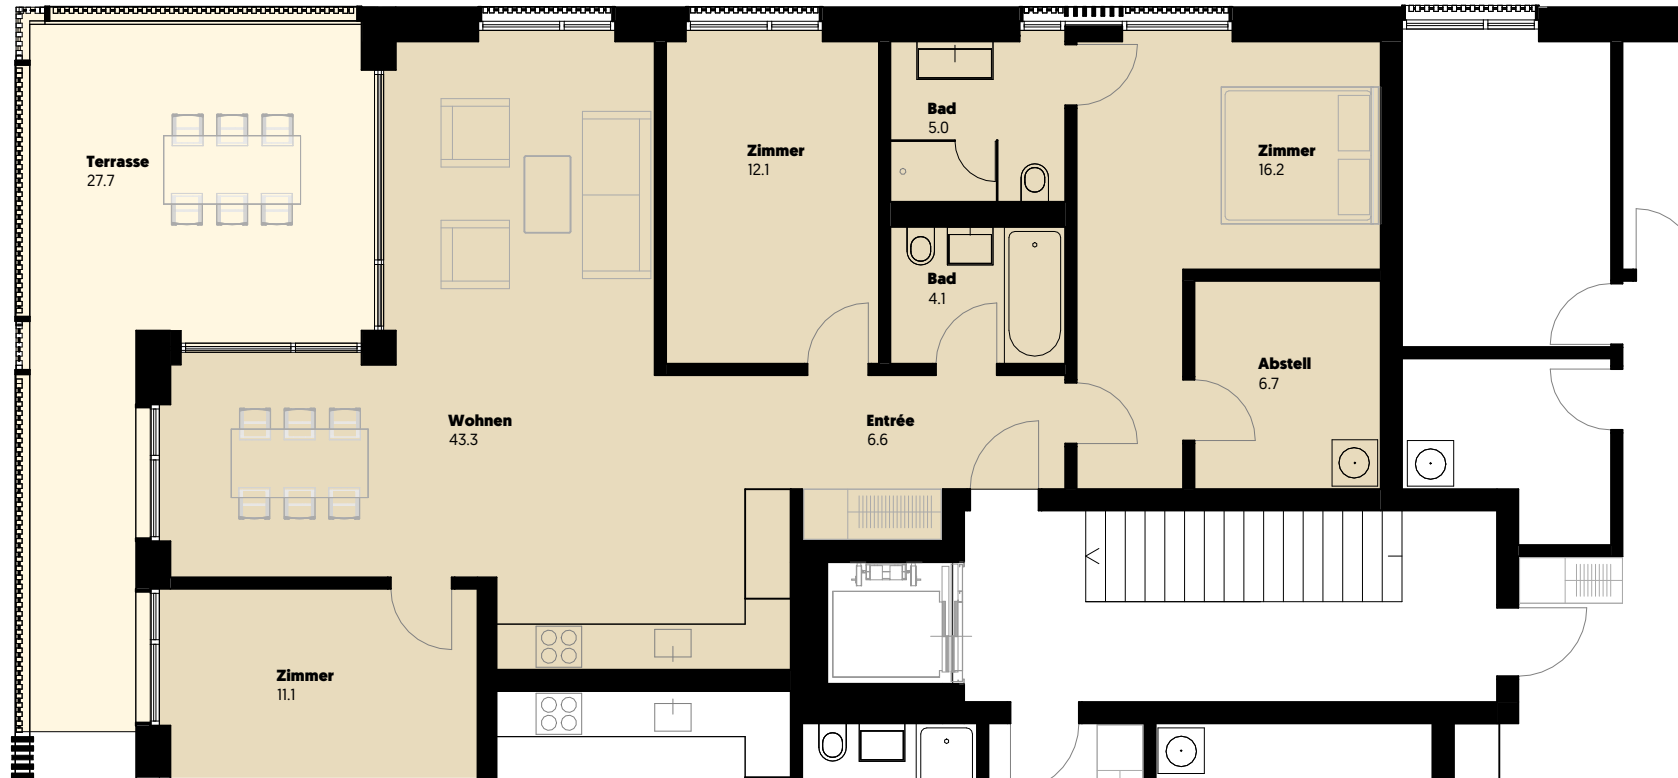 Terrasse
27.7
Zimmer
12.1
Bad
5.0
Zimmer
16.2
Bad
4.1
Abstell
6.7
Wohnen
43.3
Entrée
6.6
Zimmer
11.1